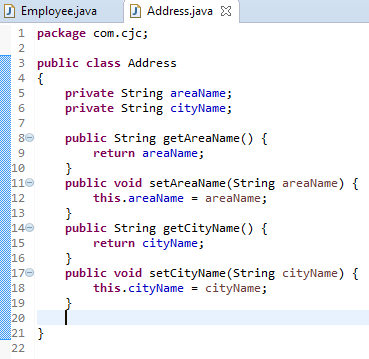 Employee.java Address.java
1 package com.cjc;
2
3 public class Address
4 {
5     private String areaName;
6     private String cityName;
7
8     public String getAreaName() {
9         return areaName;
10     }
11     public void setAreaName(String areaName) {
12         this.areaName = areaName;
13     }
14     public String getCityName() {
15         return cityName;
16     }
17     public void setCityName(String cityName) {
18         this.cityName = cityName;
19     }
20
21 }
22